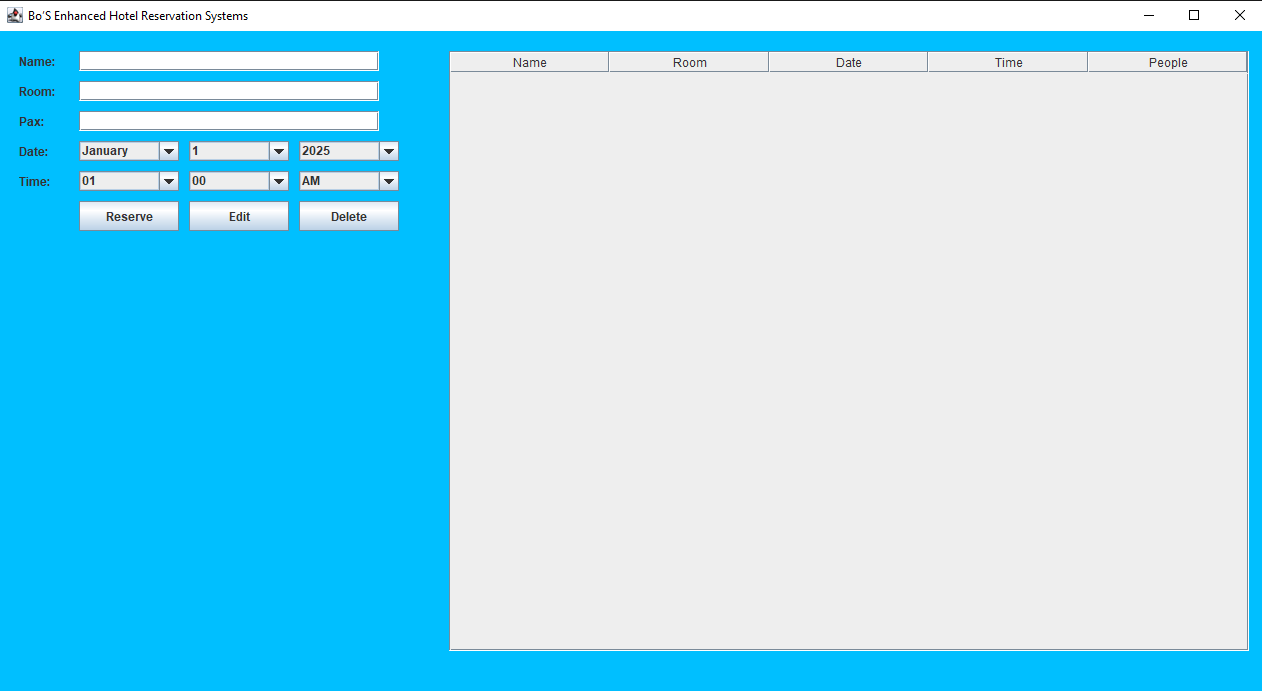 Bo'S Enhanced Hotel Reservation Systems
Name:
Room:
Pax:
Date: January 1 2025
Time: 01 00 AM
Reserve Edit Delete
Name Room Date Time People